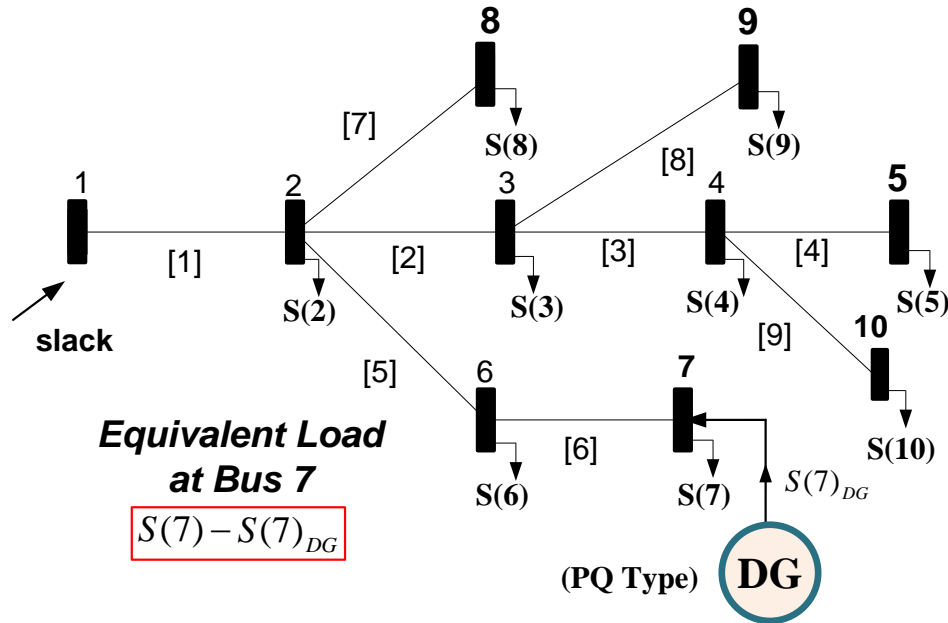 8
9
[7]
S(8)
S(9)
[8]
1
2
3
4
5
[1]
[2]
[3]
[4]
S(2)
S(3)
S(4)
S(5)
slack
[9]
10
[5]
6
7
Equivalent Load
at Bus 7
[6]
S(10)
S(6)
S(7)
S(7)DG
S(7) – S(7)DG
(PQ Type)
DG